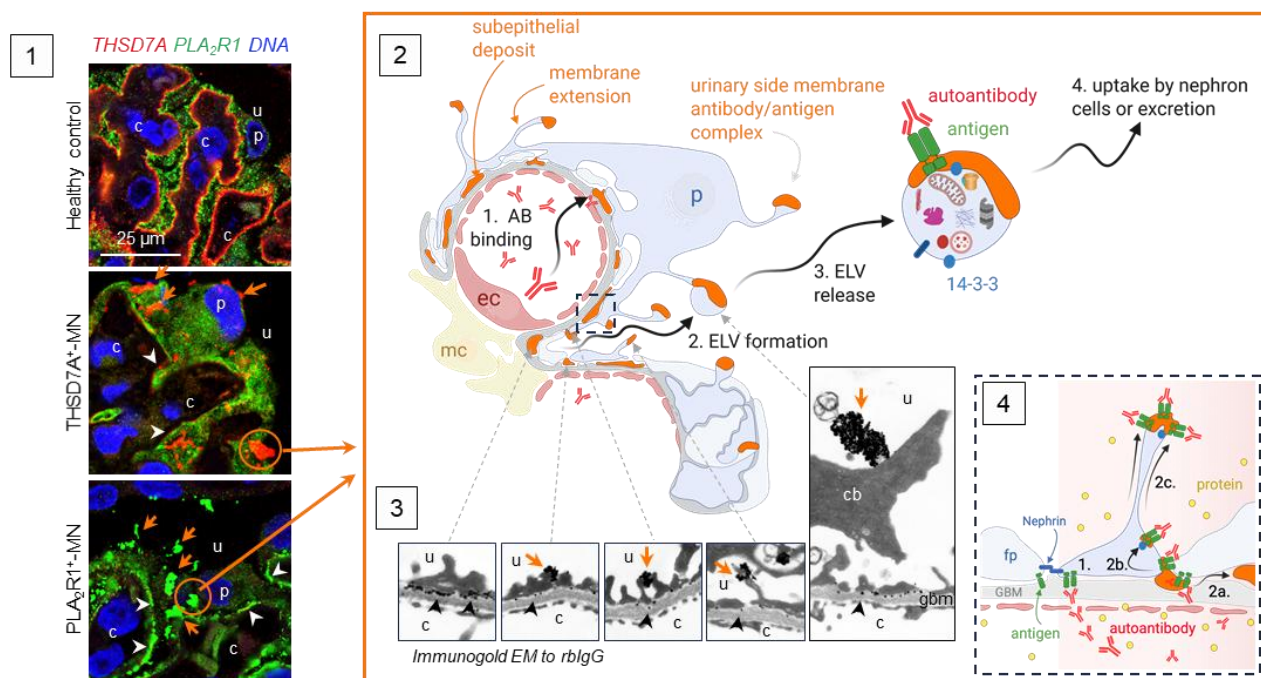 1
THSD7A PLA₂R1 DNA
Healthy control
u
p
c
c
c
25 µm
THSD7A⁺-MN
p
u
c
c
PLA₂R1⁺-MN
u
p
c
c
2
subepithelial
deposit
membrane
extension
urinary side membrane
antibody/antigen
complex
autoantibody
antigen
4. uptake by nephron
cells or excretion
p
1. AB
binding
ec
mc
3. ELV
release
14-3-3
2. ELV formation
3
u
c
u
c
u
c
u
c
u
cb
gbm
c
Immunogold EM to rbIgG
4
2c.
protein
Nephrin
fp
1.
2b.
GBM
2a.
antigen
autoantibody